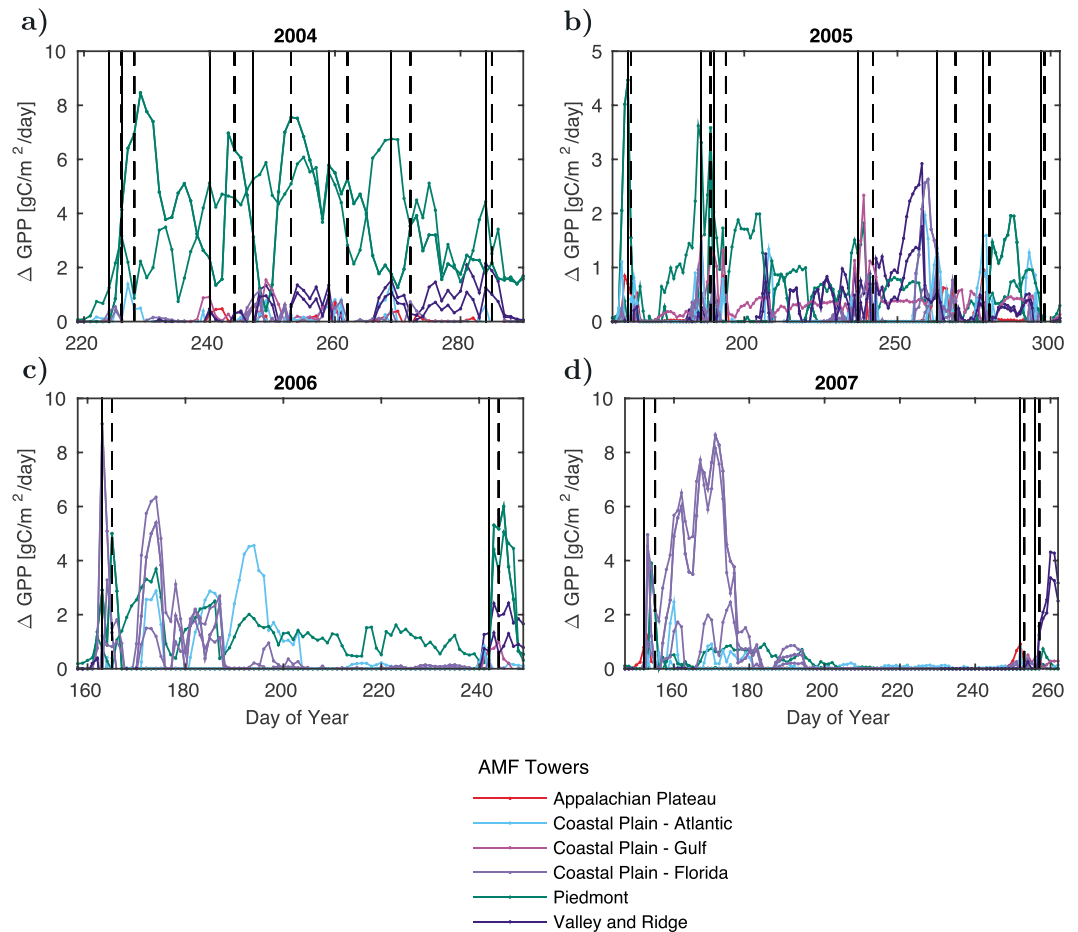 a)
2004
Δ GPP [gC/m 2 /day]
10
8
6
4
2
0
220
240
260
280
b)
2005
Δ GPP [gC/m 2 /day]
5
4
3
2
1
0
200
250
300
c)
2006
Δ GPP [gC/m 2 /day]
10
8
6
4
2
0
160
180
200
220
240
Day of Year
d)
2007
Δ GPP [gC/m 2 /day]
10
8
6
4
2
0
160
180
200
220
240
260
Day of Year
AMF Towers
Appalachian Plateau
Coastal Plain - Atlantic
Coastal Plain - Gulf
Coastal Plain - Florida
Piedmont
Valley and Ridge